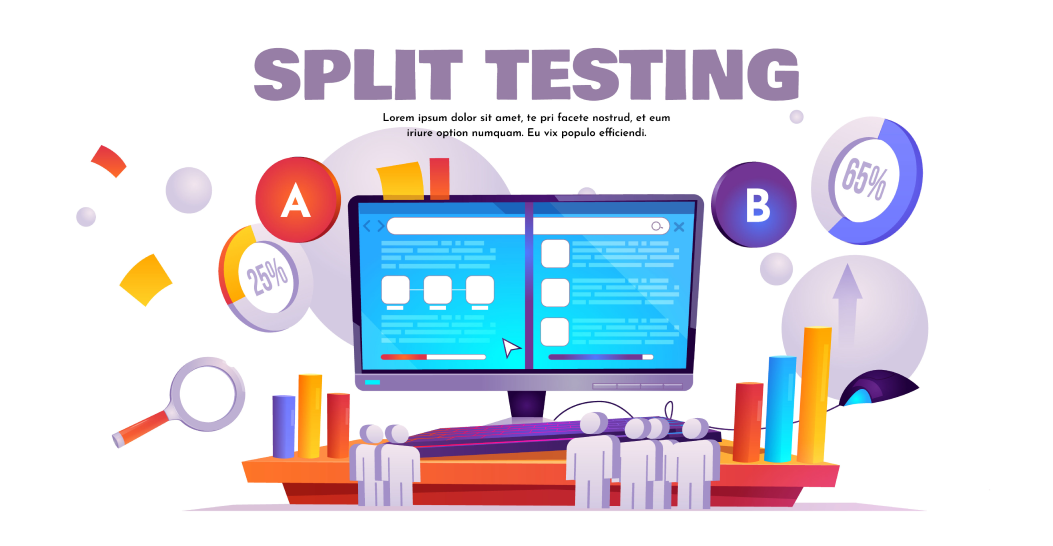 SPLIT TESTING
Lorem ipsum dolor sit amet, te pri facete nostrud, et eum
iriure option numquam. Eu vix populo efficiendi.
A
B
65%
25%